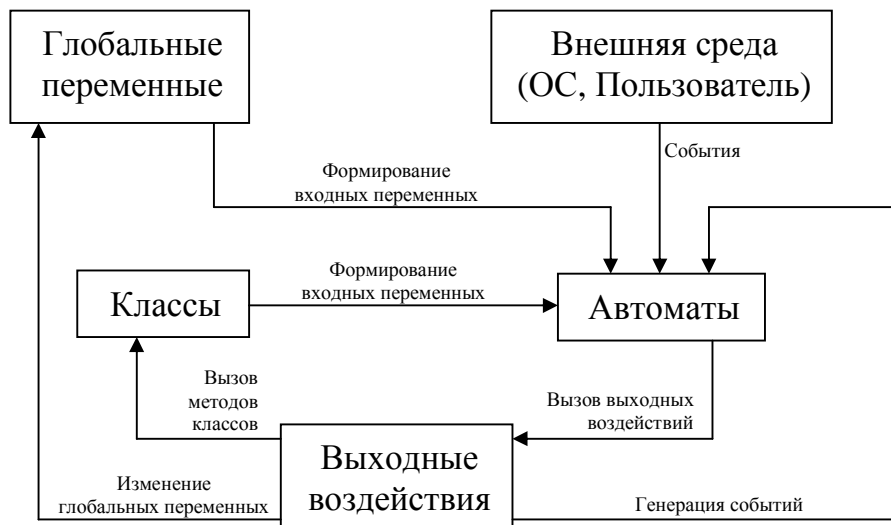 Глобальные
переменные
Внешняя среда
(ОС, Пользователь)
События
Формирование
входных переменных
Формирование
входных переменных
Классы
Автоматы
Вызов
методов
классов
Вызов выходных
воздействий
Выходные
воздействия
Изменение
глобальных переменных
Генерация событий